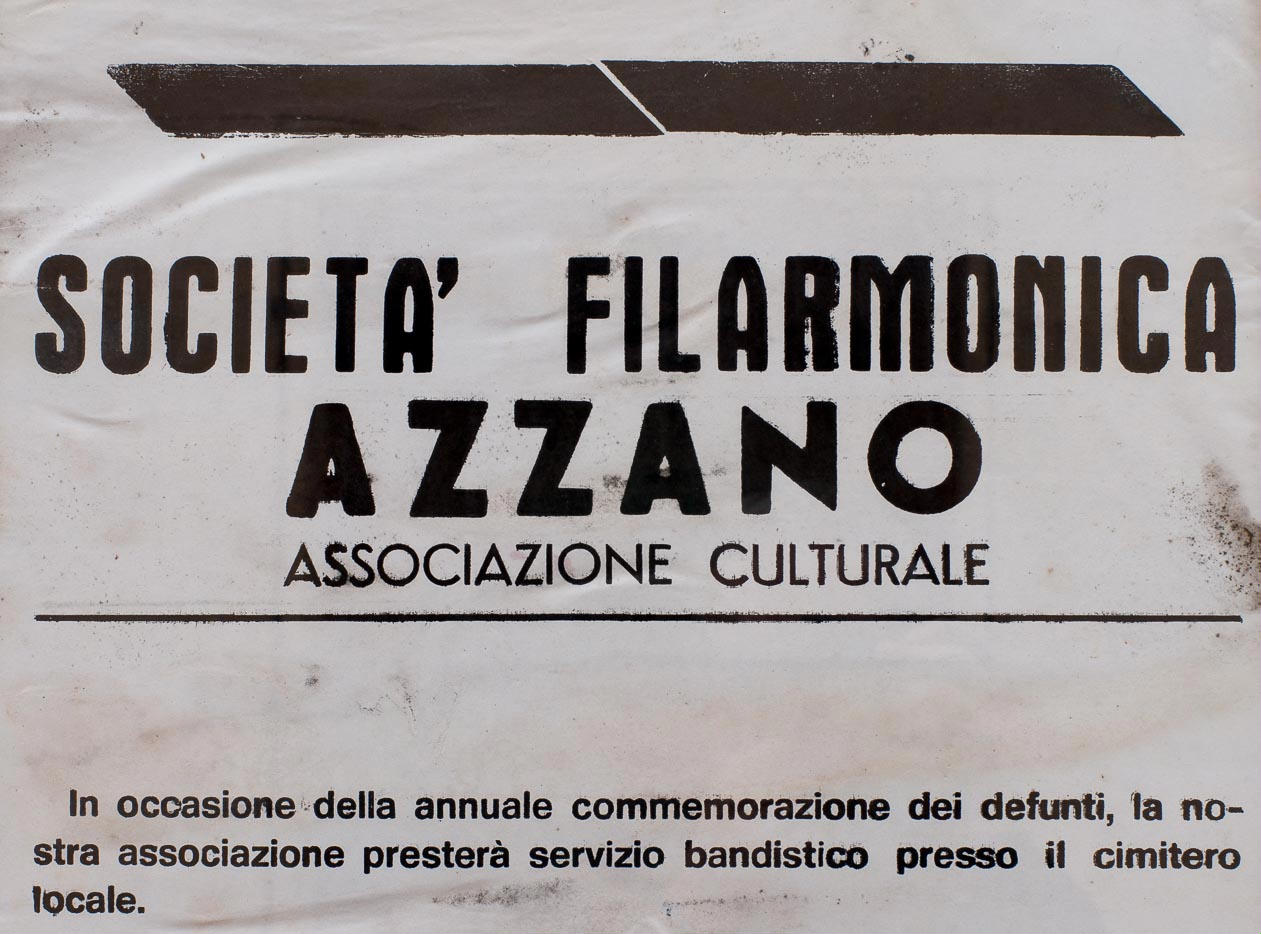 SOCIETA' FILARMONICA
AZZANO
ASSOCIAZIONE CULTURALE
In occasione della annuale commemorazione dei defunti, la no-
stra associazione presterà servizio bandistico presso il cimitero
locale.